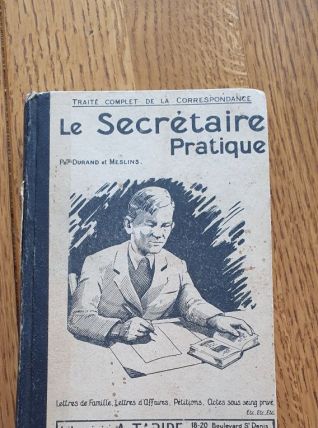 TRAITÉ COMPLET DE LA CORRESPONDANCE
Le Secrétaire
Pratique
DURAND et MESLINS.
Lettres de Famille, Lettres d'Affaires, Pétitions, Actes sous seing privé
Etc. Etc. Etc.
A. TARIDE 18-20 Boulevard St Denis